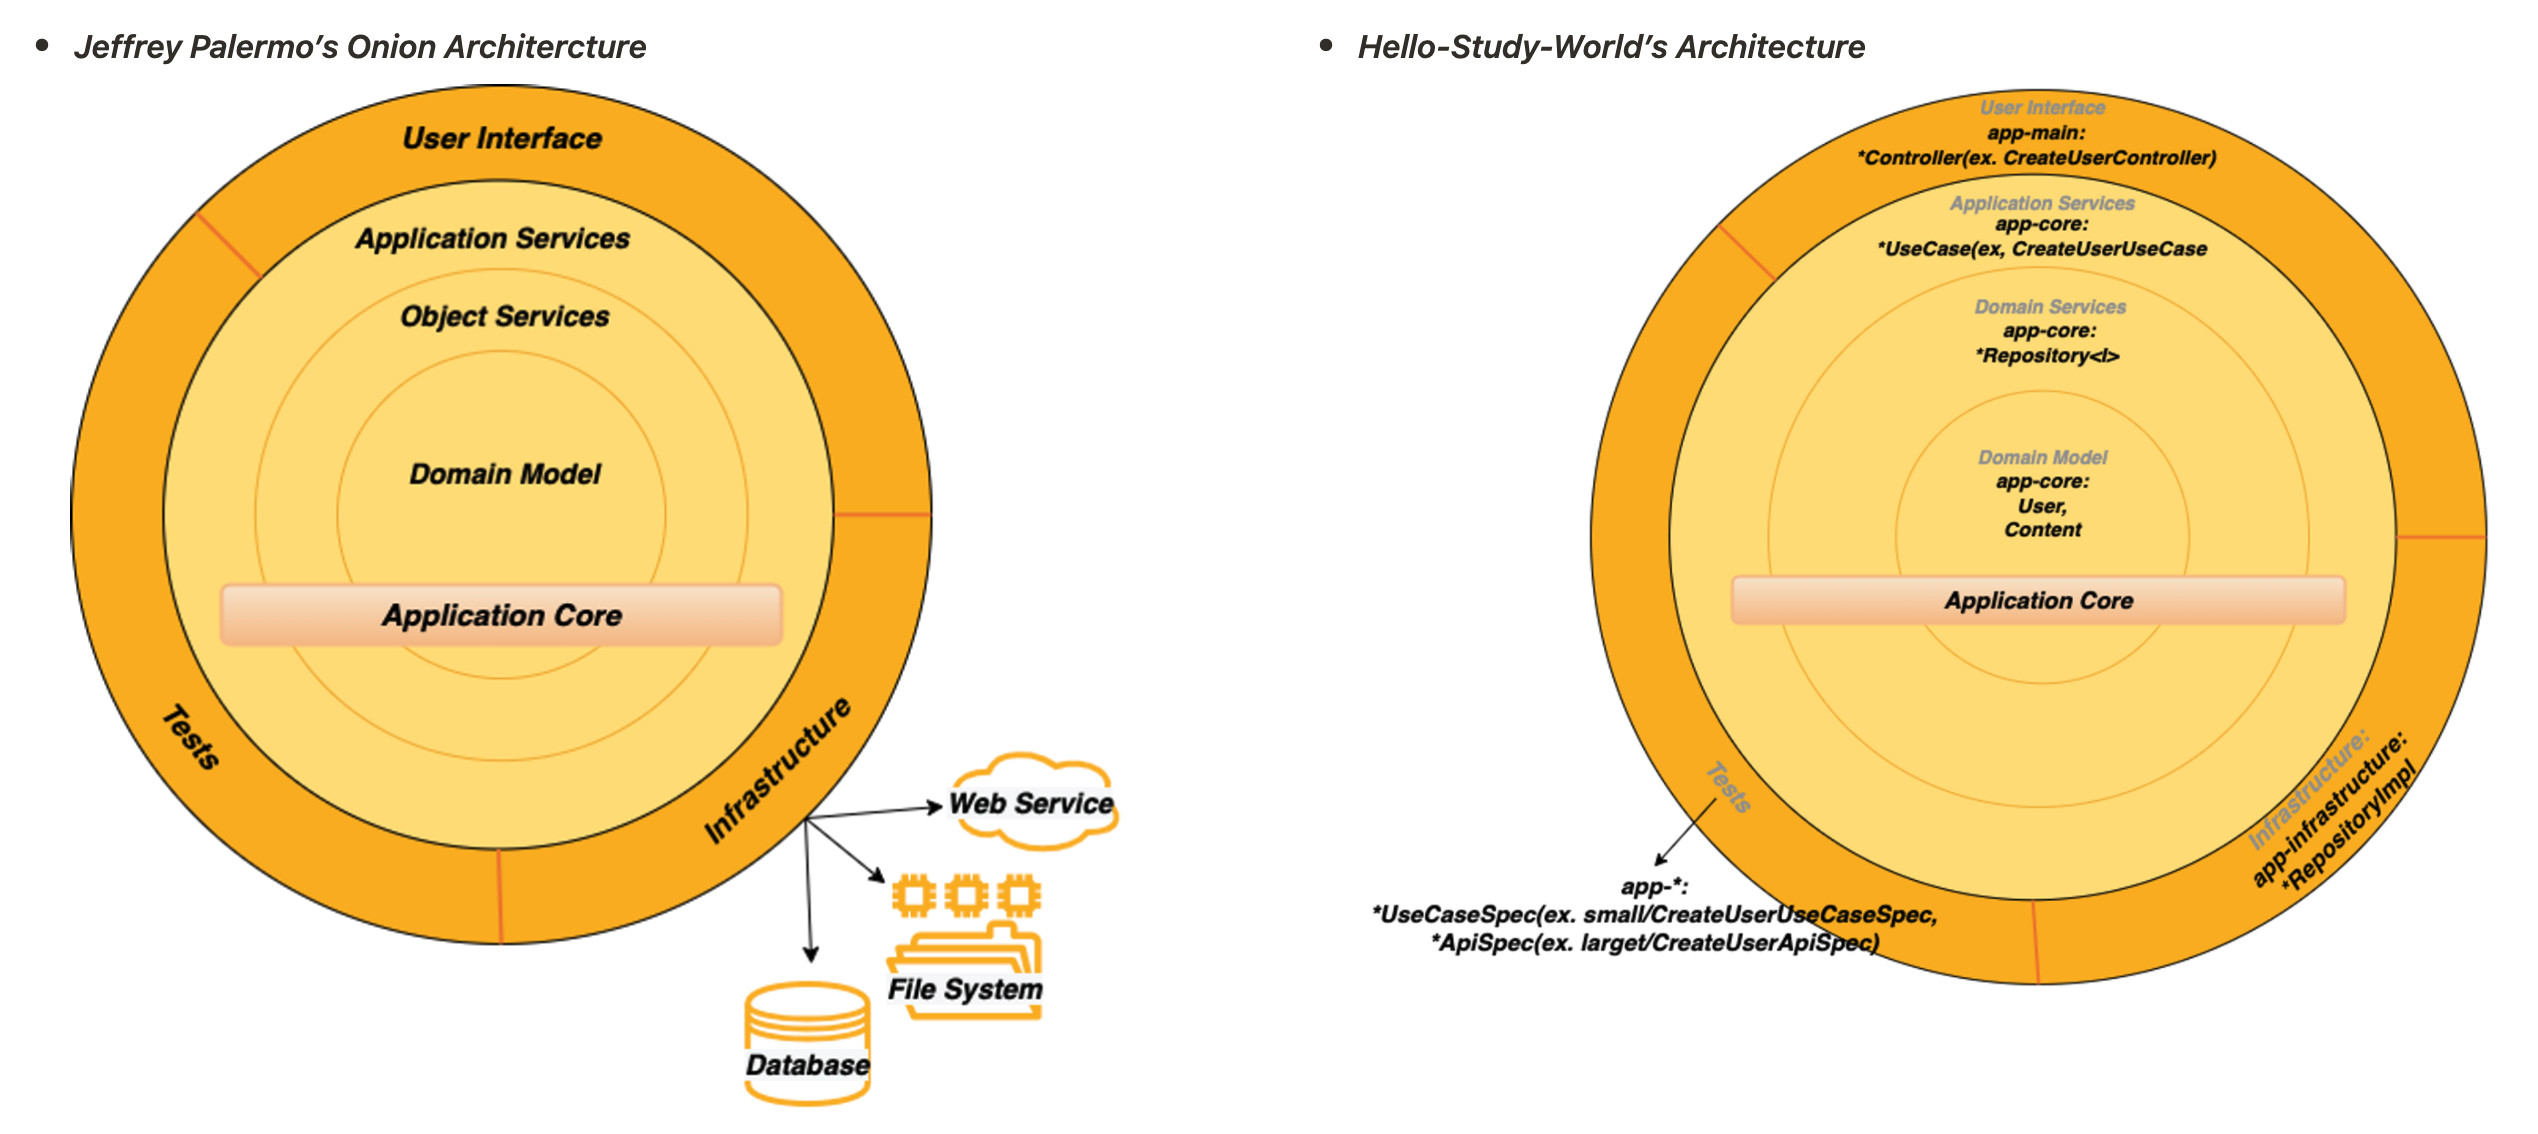 • Jeffrey Palermo's Onion Architercture
User Interface
Application Services
Object Services
Domain Model
Application Core
Tests
Infrastructure
Web Service
File System
Database
• Hello-Study-World's Architecture
User Interface
app-main:
*Controller(ex. CreateUserController)
Application Services
app-core:
*UseCase(ex, CreateUserUseCase
Domain Services
app-core:
*Repository<I>
Domain Model
app-core:
User,
Content
Application Core
Tests
app-*:
*UseCaseSpec(ex. small/CreateUserUseCaseSpec,
*ApiSpec(ex. larget/CreateUserApiSpec)
Infrastructure:
app-infrastructure:
*RepositoryImpl